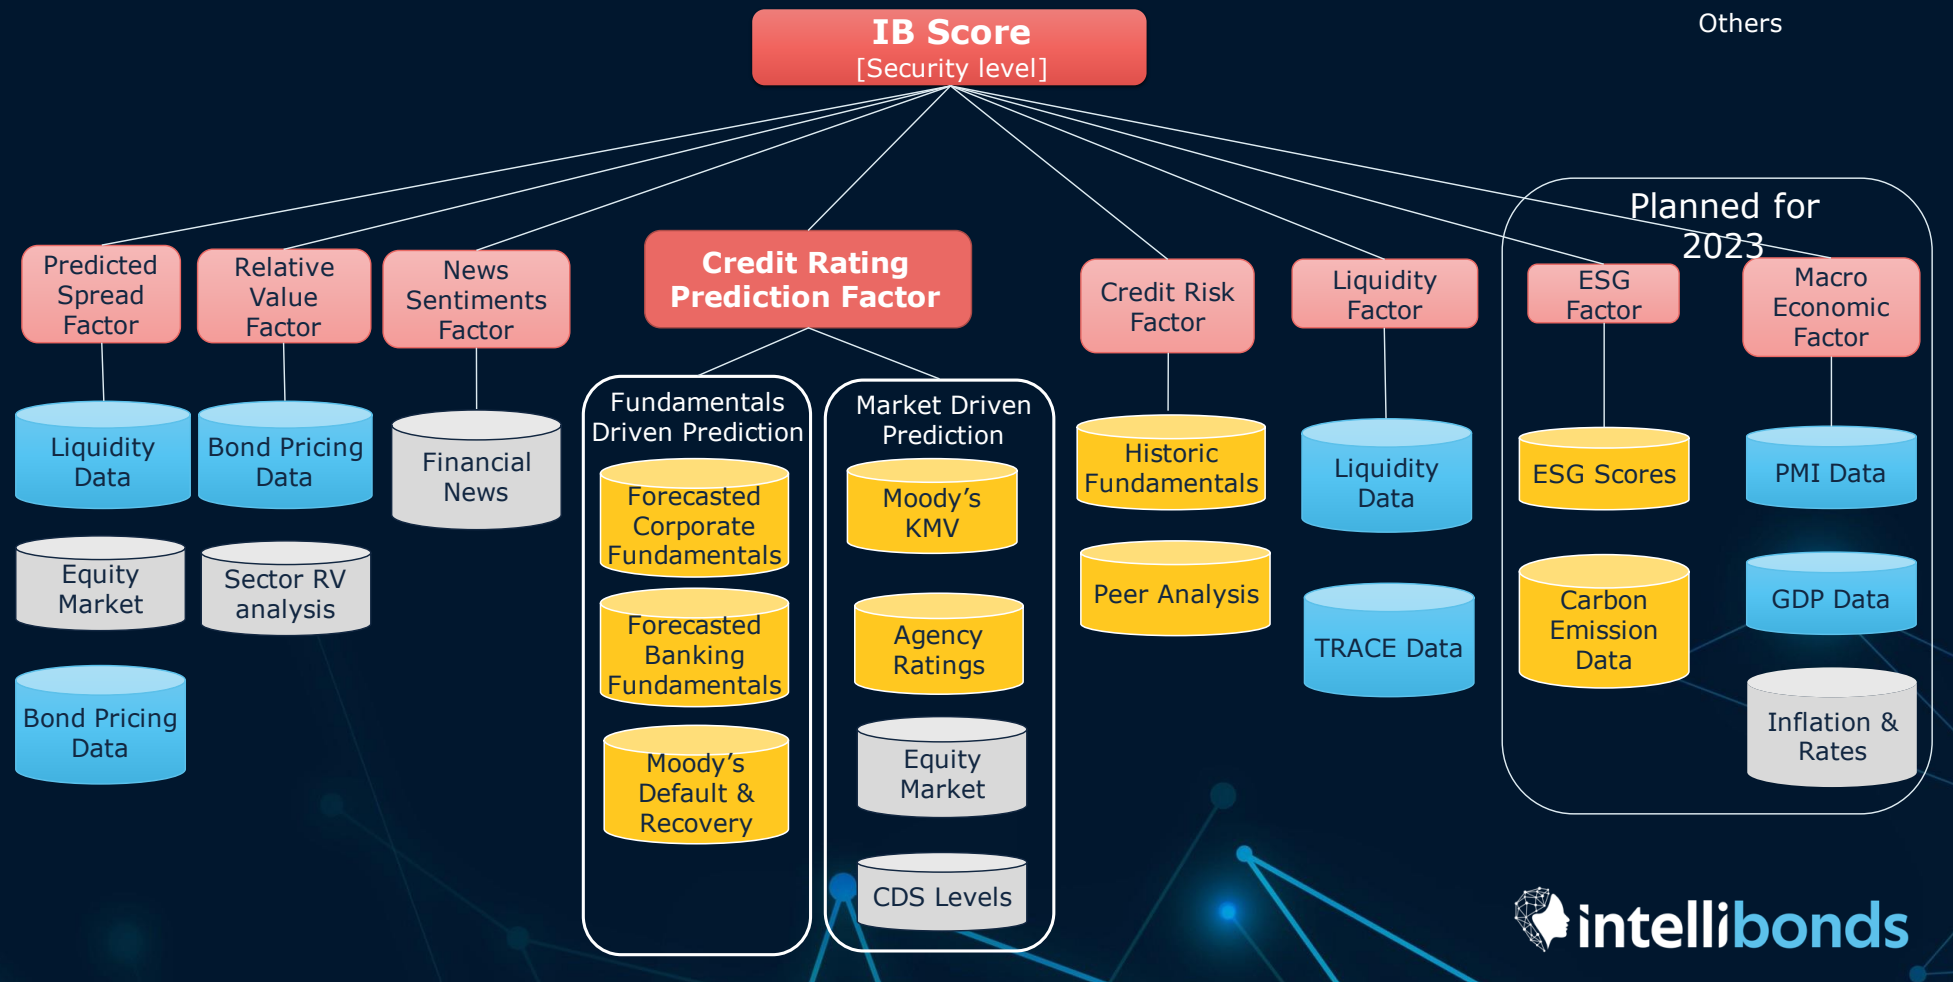 IB Score
[Security level]
Others
Planned for
2023
Predicted
Spread
Factor
Relative
Value
Factor
News
Sentiments
Factor
Credit Rating
Prediction Factor
Credit Risk
Factor
Liquidity
Factor
ESG
Factor
Macro
Economic
Factor
Liquidity
Data
Equity
Market
Bond Pricing
Data
Bond Pricing
Data
Sector RV
analysis
Financial
News
Fundamentals
Driven Prediction
Forecasted
Corporate
Fundamentals
Forecasted
Banking
Fundamentals
Moody’s
Default &
Recovery
Market Driven
Prediction
Moody’s
KMV
Agency
Ratings
Equity
Market
CDS Levels
Historic
Fundamentals
Peer Analysis
Liquidity
Data
TRACE Data
ESG Scores
Carbon
Emission
Data
PMI Data
GDP Data
Inflation &
Rates
intellibonds